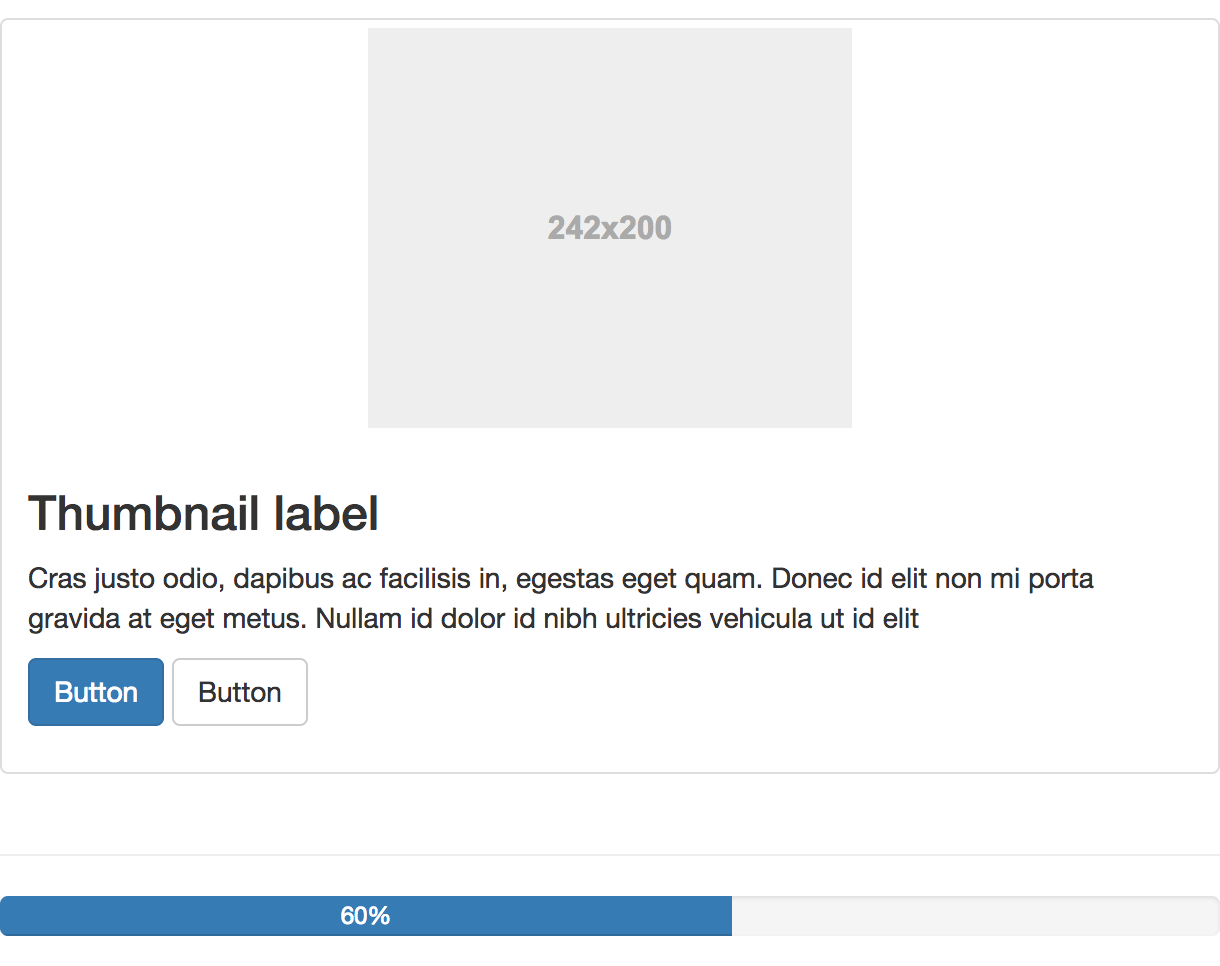 242x200
Thumbnail label
Cras justo odio, dapibus ac facilisis in, egestas eget quam. Donec id elit non mi porta
gravida at eget metus. Nullam id dolor id nibh ultricies vehicula ut id elit
Button Button
60%